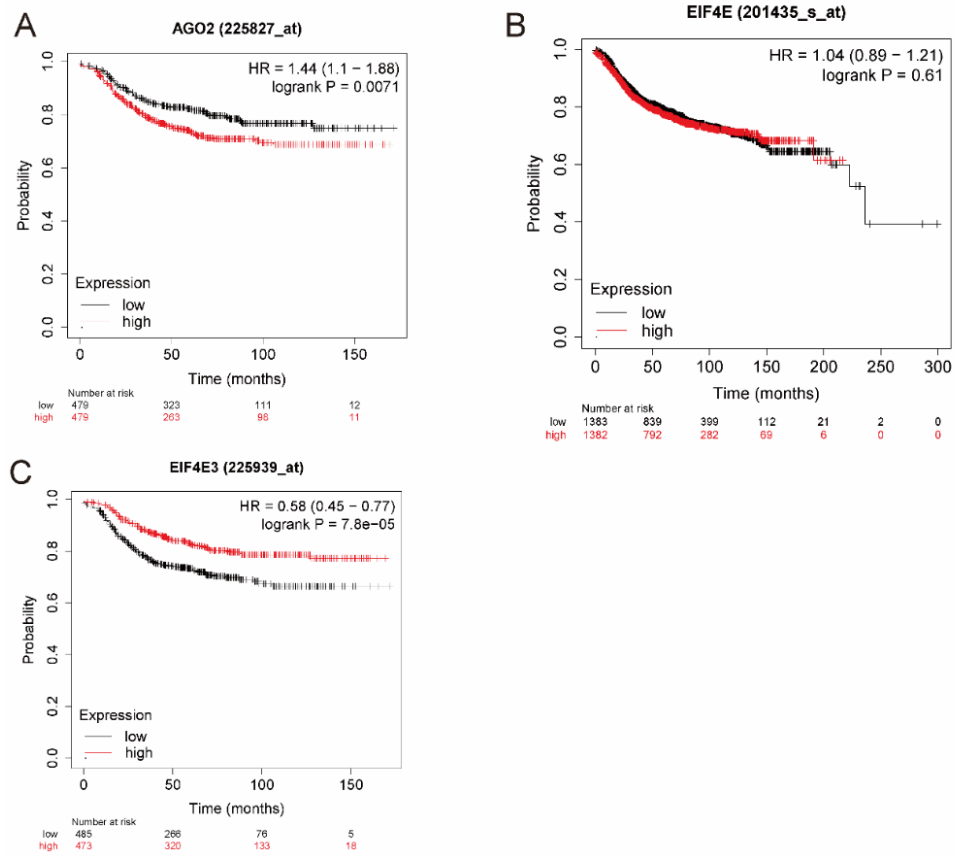 A
AGO2 (225827_at)
HR = 1.44 (1.1 − 1.88)
logrank P = 0.0071
Probability
1.0
0.8
0.6
0.4
0.2
0.0
Expression
low
high
0 50 100 150
Time (months)
Number at risk
low 479 323 111 12
high 479 263 98 11
B
EIF4E (201435_s_at)
HR = 1.04 (0.89 − 1.21)
logrank P = 0.61
Probability
1.0
0.8
0.6
0.4
0.2
0.0
Expression
low
high
0 50 100 150 200 250 300
Time (months)
Number at risk
low 1383 839 399 112 21 2 0
high 1382 792 282 69 6 0 0
C
EIF4E3 (225939_at)
HR = 0.58 (0.45 − 0.77)
logrank P = 7.8e−05
Probability
1.0
0.8
0.6
0.4
0.2
0.0
Expression
low
high
0 50 100 150
Time (months)
Number at risk
low 485 266 76 5
high 473 320 133 18